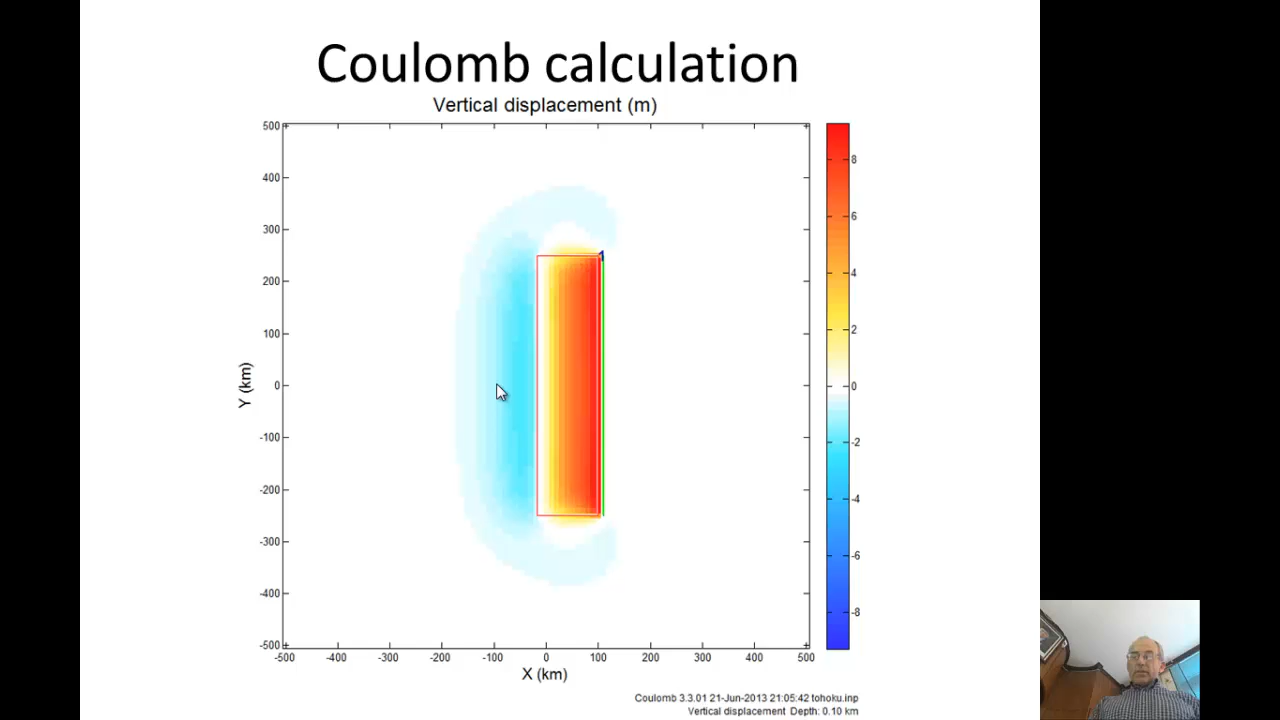 Coulomb calculation
Vertical displacement (m)
500
400
300
200
100
0
-100
-200
-300
-400
-500
Y (km)
-500 -400 -300 -200 -100 0 100 200 300 400 500
X (km)
8
6
4
2
0
-2
-4
-6
-8
Coulomb 3.3.01 21-Jun-2013 21:05:42 tohoku.inp
Vertical displacement Depth: 0.10 km